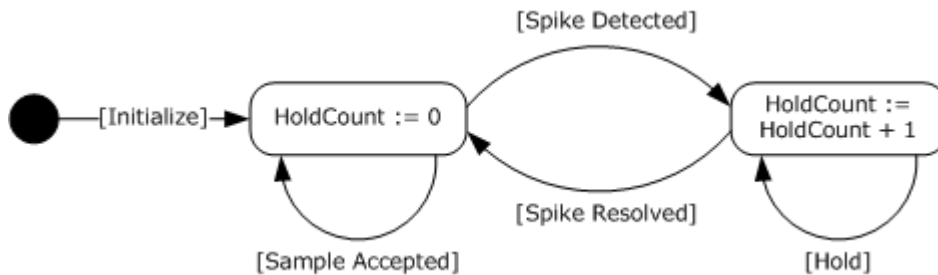 [Spike Detected]
[Initialize]
HoldCount := 0
HoldCount :=
HoldCount + 1
[Spike Resolved]
[Sample Accepted]
[Hold]